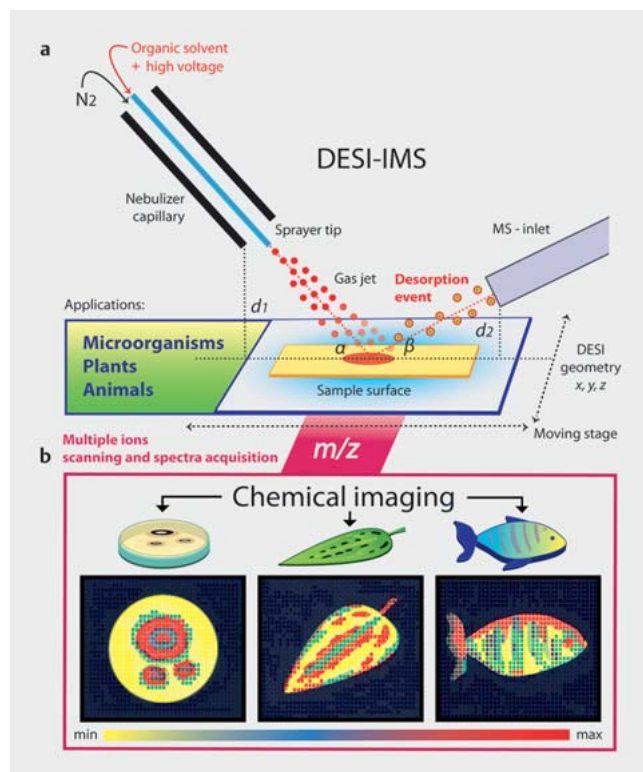 a
Organic solvent
+ high voltage
N2
DESI-IMS
Nebulizer
capillary
Sprayer tip
MS - inlet
Gas jet
Desorption
event
d1
d2
Applications:
Microorganisms
Plants
Animals
α
β
Sample surface
DESI
geometry
x, y, z
Moving stage
Multiple ions
scanning and spectra acquisition
m/z
b
Chemical imaging
min
max